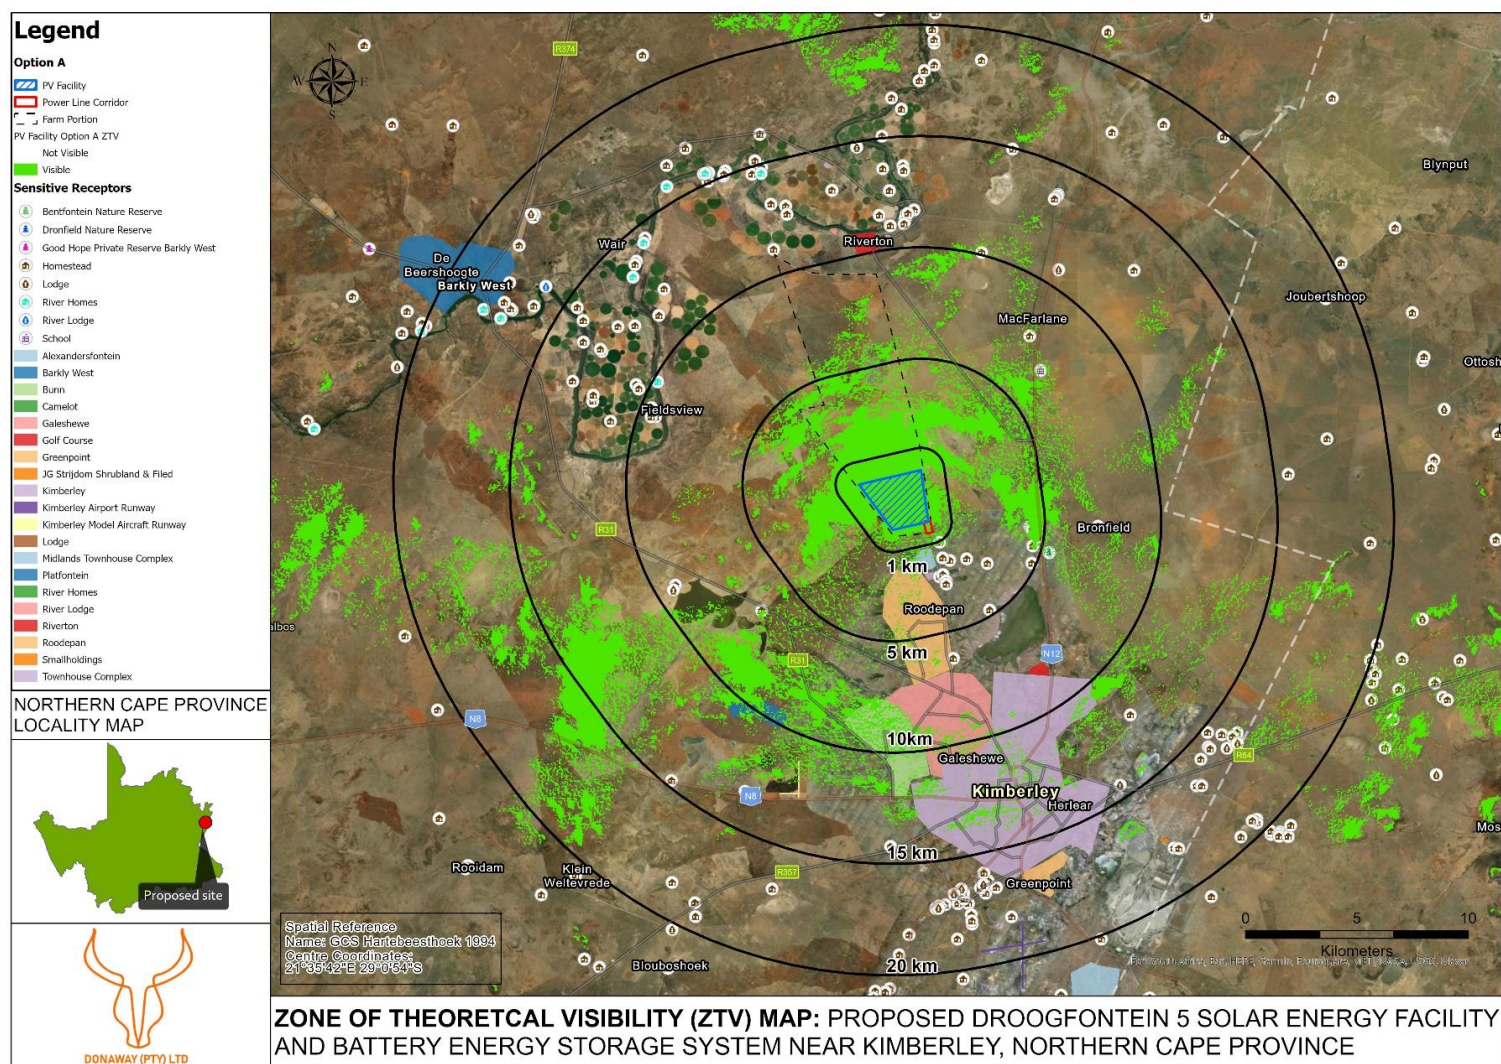 Legend
Option A
PV Facility
Power Line Corridor
Farm Portion
PV Facility Option A ZTV
Not Visible
Visible
Sensitive Receptors
Bentfontein Nature Reserve
Dronfield Nature Reserve
Good Hope Private Reserve Barkly West
Homestead
Lodge
River Homes
River Lodge
School
Alexandersfontein
Barkly West
Bunn
Camelot
Galeshewe
Golf Course
Greenpoint
JG Strijdom Shrubland & Filed
Kimberley
Kimberley Airport Runway
Kimberley Model Aircraft Runway
Lodge
Midlands Townhouse Complex
Platfontein
River Homes
River Lodge
Riverton
Roodepan
Smallholdings
Townhouse Complex
NORTHERN CAPE PROVINCE
LOCALITY MAP
Proposed site
DONAWAY (PTY) LTD
N
W
E
S
R374
Blynput
Wair
Riverton
De
Beershoogte
Barkly West
Joubertshoop
MacFarlane
Fieldsview
R31
Bronfield
1 km
Roodepan
5 km
R31
N12
N8
10km
Galeshewe
R64
Kimberley
N8
Herlear
15 km
Rooidam
Klein
Weltevrede
R357
Greenpoint
Blouboshoek
20 km
0
5
10
Kilometers
Spatial Reference
Name: GCS Hartebeesthoek 1994
Centre Coordinates:
21°35'42"E 29°0'54"S
ZONE OF THEORETCAL VISIBILITY (ZTV) MAP: PROPOSED DROOGFONTEIN 5 SOLAR ENERGY FACILITY
AND BATTERY ENERGY STORAGE SYSTEM NEAR KIMBERLEY, NORTHERN CAPE PROVINCE